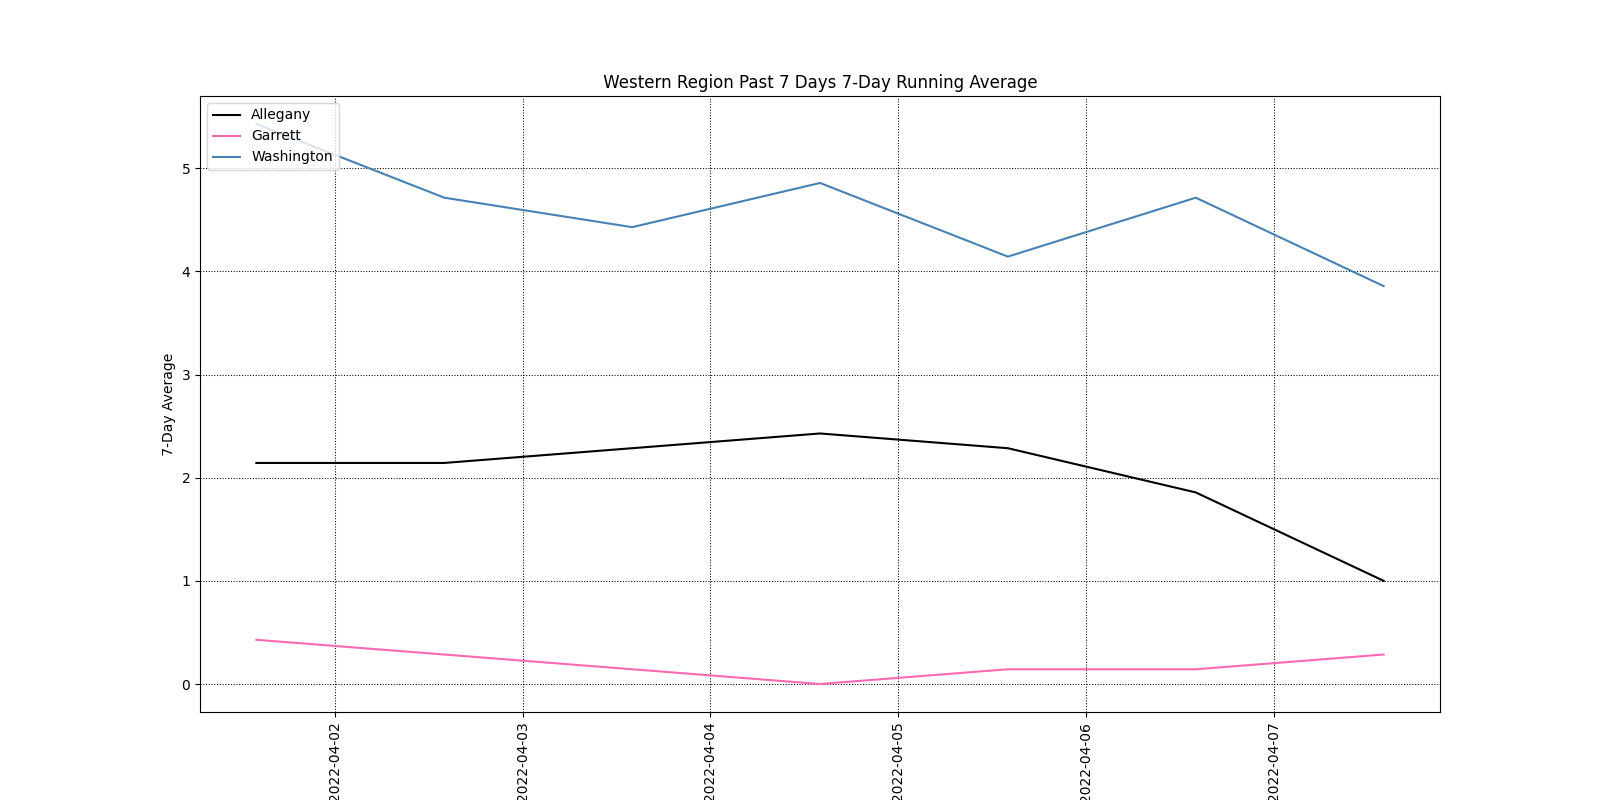 Western Region Past 7 Days 7-Day Running Average
Allegany
Garrett
Washington
7-Day Average
5
4
3
2
1
0
2022-04-02
2022-04-03
2022-04-04
2022-04-05
2022-04-06
2022-04-07